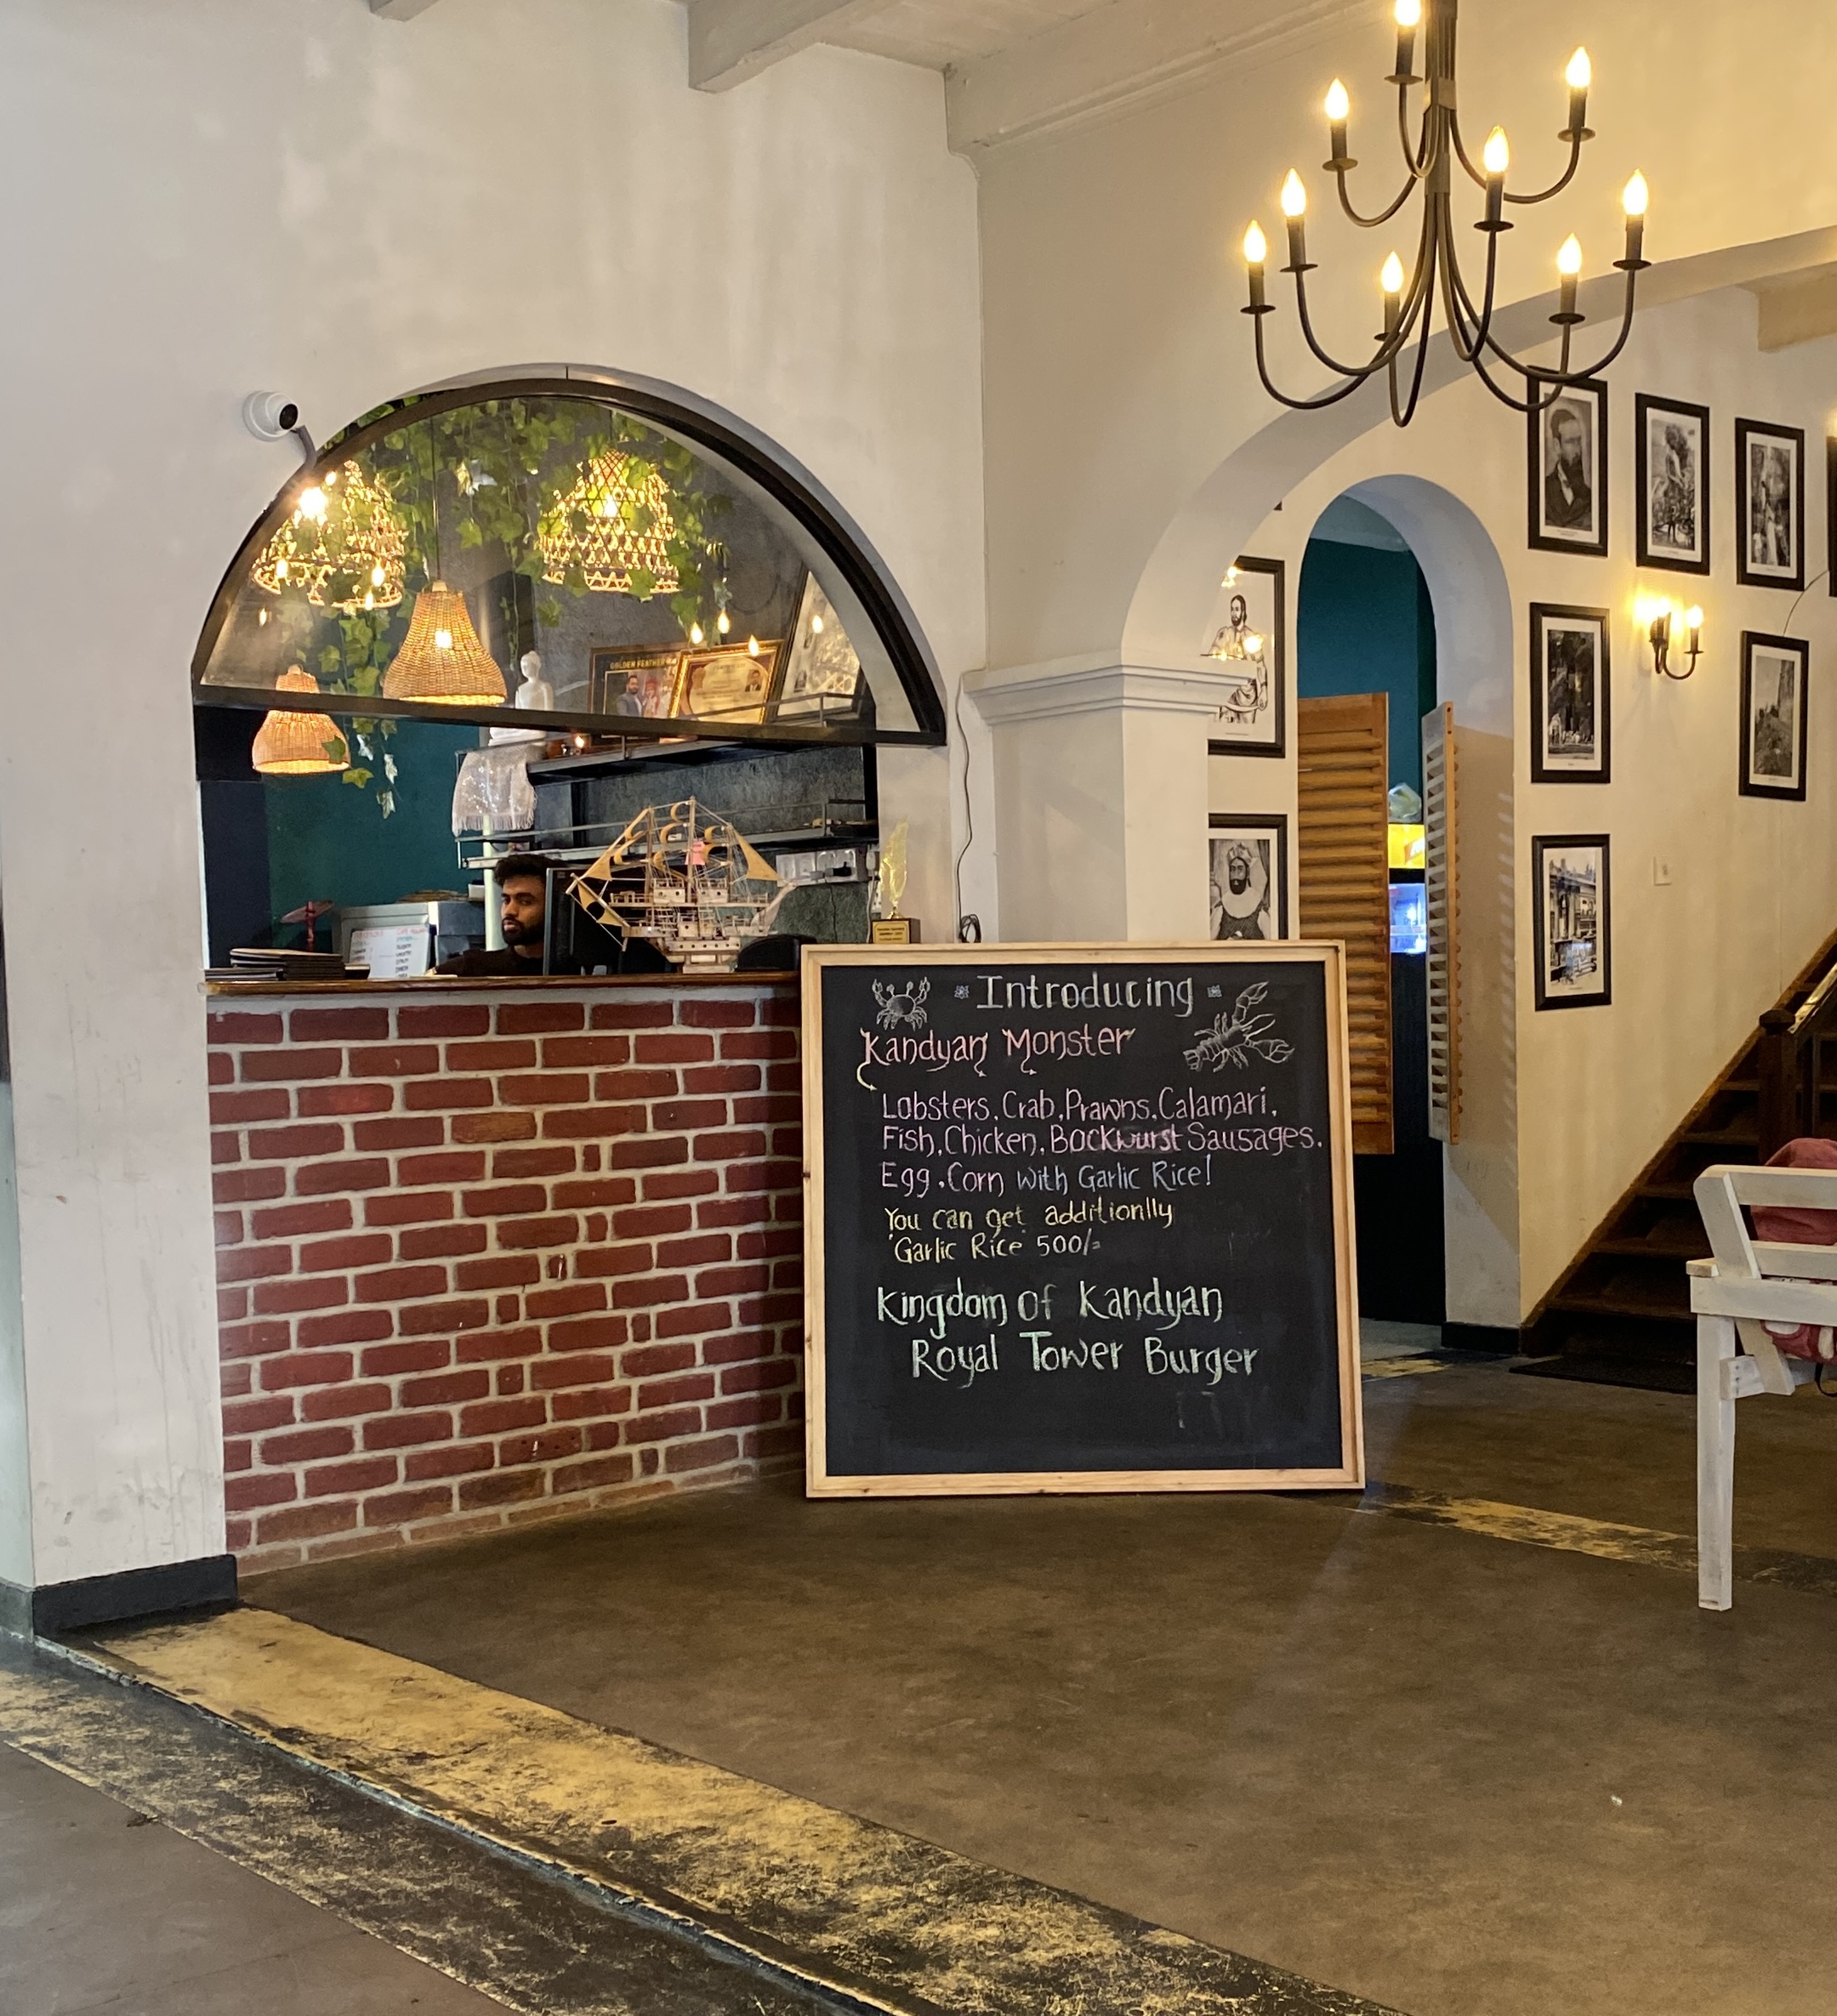 GOLDEN FEATHER
Introducing
Kandyan Monster
Lobsters, Crab, Prawns, Calamari,
Fish, Chicken, Bockwurst Sausages,
Egg, Corn with Garlic Rice!
You can get additionlly
Garlic Rice 500/=
Kingdom of Kandyan
Royal Tower Burger